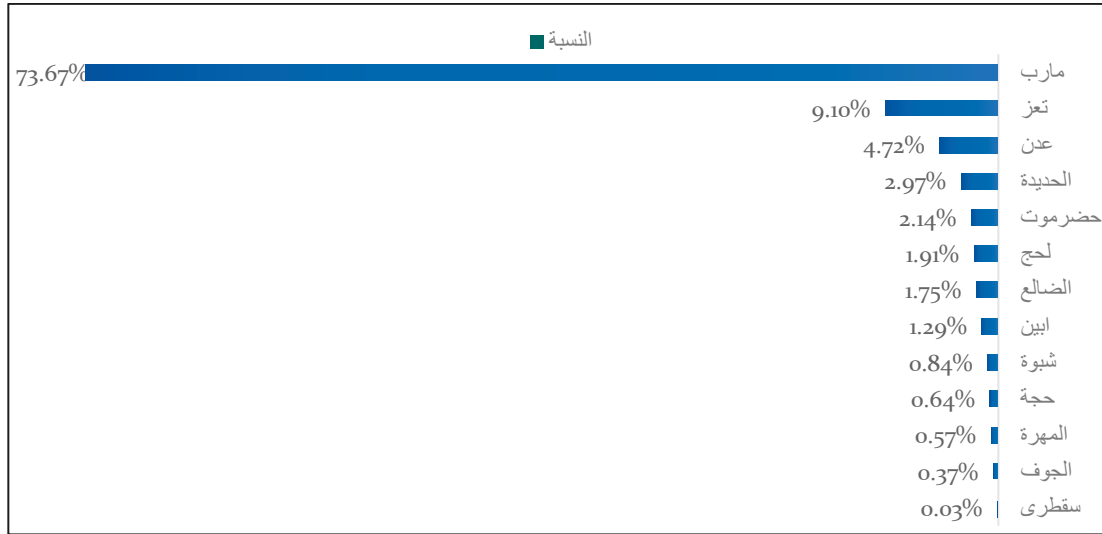 النسبة
مارب 73.67%
تعز 9.10%
عدن 4.72%
الحديدة 2.97%
حضرموت 2.14%
لحج 1.91%
الضالع 1.75%
ابين 1.29%
شبوة 0.84%
حجة 0.64%
المهرة 0.57%
الجوف 0.37%
سقطرى 0.03%